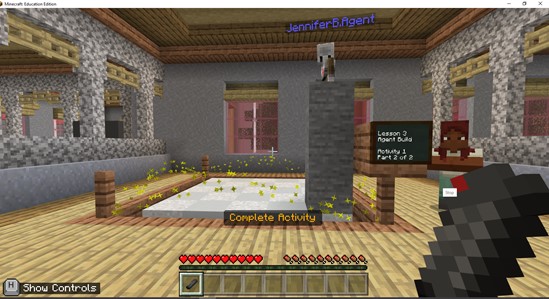 Minecraft Education Edition
JenniferB.Agent
Lesson 3
Agent Build
Activity 1
Part 2 of 2
Complete Activity
H Show Controls